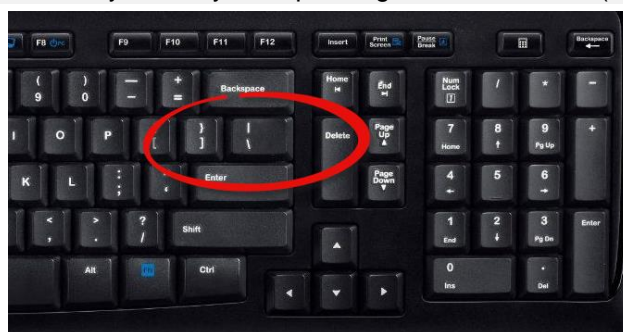 F8 PC F9 F10 F11 F12 Insert Print Screen Pause Break Backspace
( ) — + Backspace Home End Num Lock / * -
9 0 - =
I O P [ } | Delete Page Up 7 8 9 +
] \ Home Pg Up
K L : ; Enter Page Down 4 5 6
< > ? Shift 1 2 3 Enter
, . / End Pg Dn
Alt Fn Ctrl 0 .
Ins Del